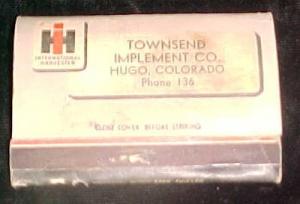 IH
INTERNATIONAL
HARVESTER
TOWNSEND
IMPLEMENT CO.
HUGO, COLORADO
Phone 136
CLOSE COVER BEFORE STRIKING